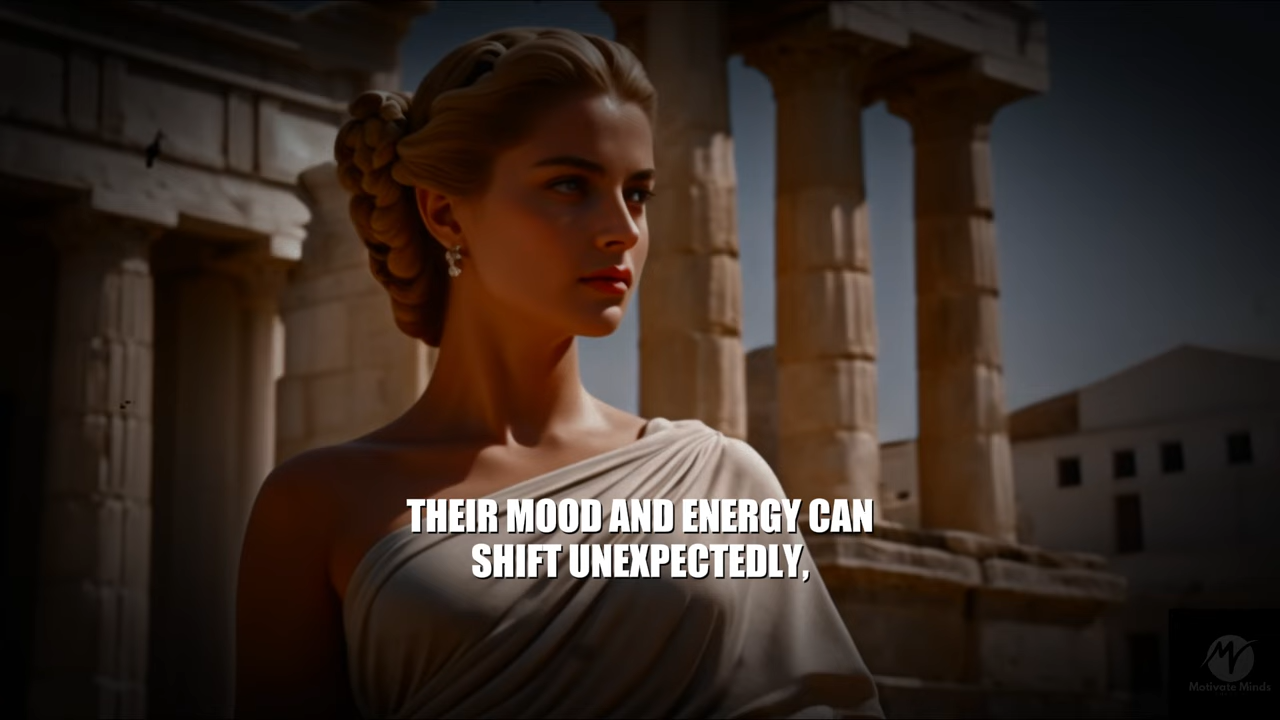 THEIR MOOD AND ENERGY CAN
SHIFT UNEXPECTEDLY,
Motivate Minds